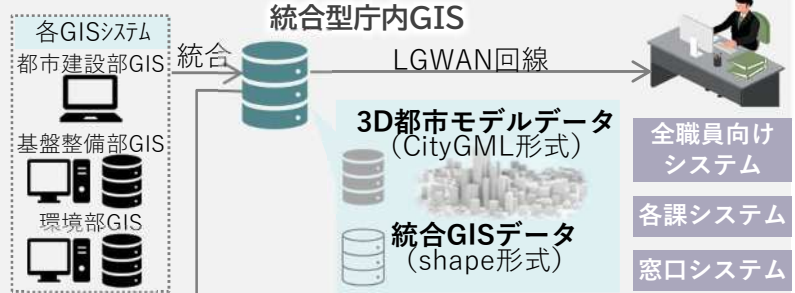 統合型庁内GIS
各GISシステム
都市建設部GIS
統合
LGWAN回線
基盤整備部GIS
環境部GIS
3D都市モデルデータ
（CityGML形式）
統合GISデータ
（shape形式）
全職員向け
システム
各課システム
窓口システム